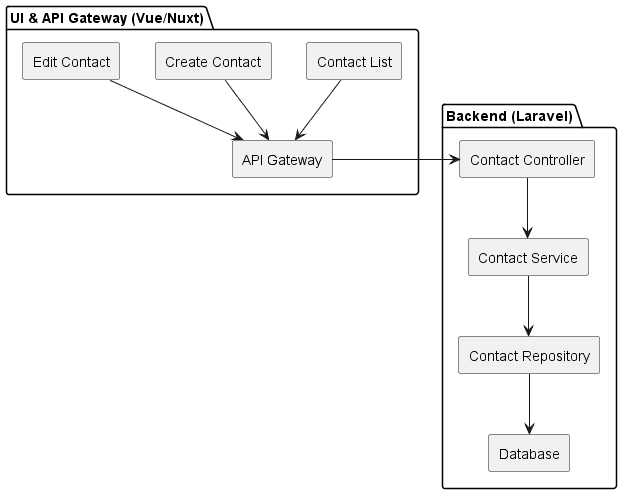 UI & API Gateway (Vue/Nuxt)
Edit Contact
Create Contact
Contact List
API Gateway
Backend (Laravel)
Contact Controller
Contact Service
Contact Repository
Database